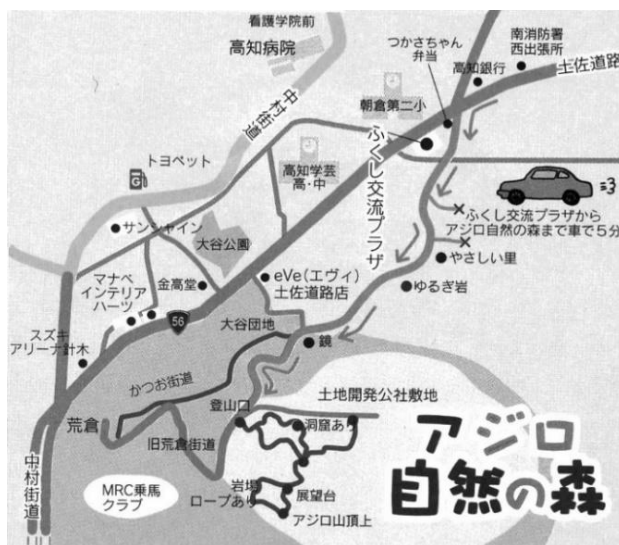 看護学院前
高知病院
中村街道
つかさちゃん
弁当
高知銀行
南消防署
西出張所
土佐道路
朝倉第二小
ふくし交流プラザ
トヨペット
G
高知学芸
高・中
サンシャイン
大谷公園
ふくし交流プラザから
アジロ自然の森まで車で5分
やさしい里
ゆるぎ岩
マナベ
インテリア
ハーツ
金高堂
eVe(エヴィ)
土佐道路店
56
大谷団地
スズキ
アリーナ針木
鏡
かつお街道
登山口
土地開発公社敷地
荒倉
旧荒倉街道
洞窟あり
中村街道
MRC乗馬
クラブ
岩場
ロープあり
展望台
アジロ山頂上
アジロ
自然の森